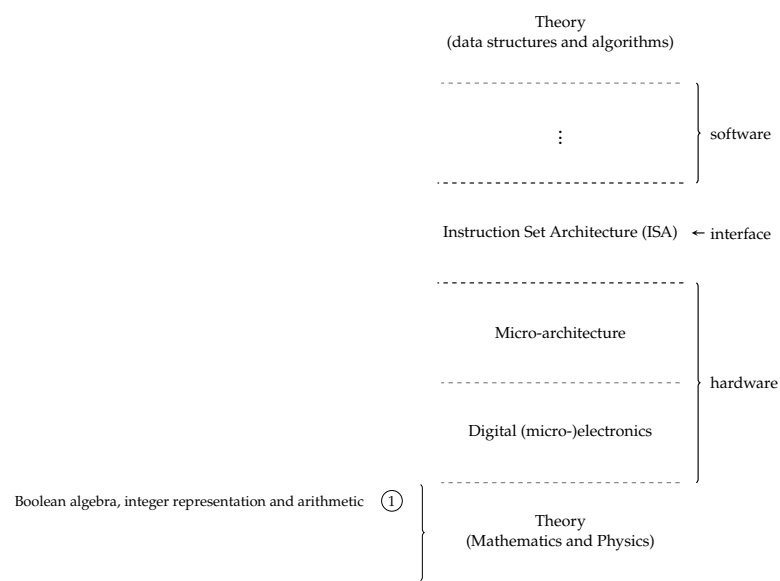 Theory
(data structures and algorithms)
⋮
software
Instruction Set Architecture (ISA)
← interface
Micro-architecture
hardware
Digital (micro-)electronics
Boolean algebra, integer representation and arithmetic ①
Theory
(Mathematics and Physics)